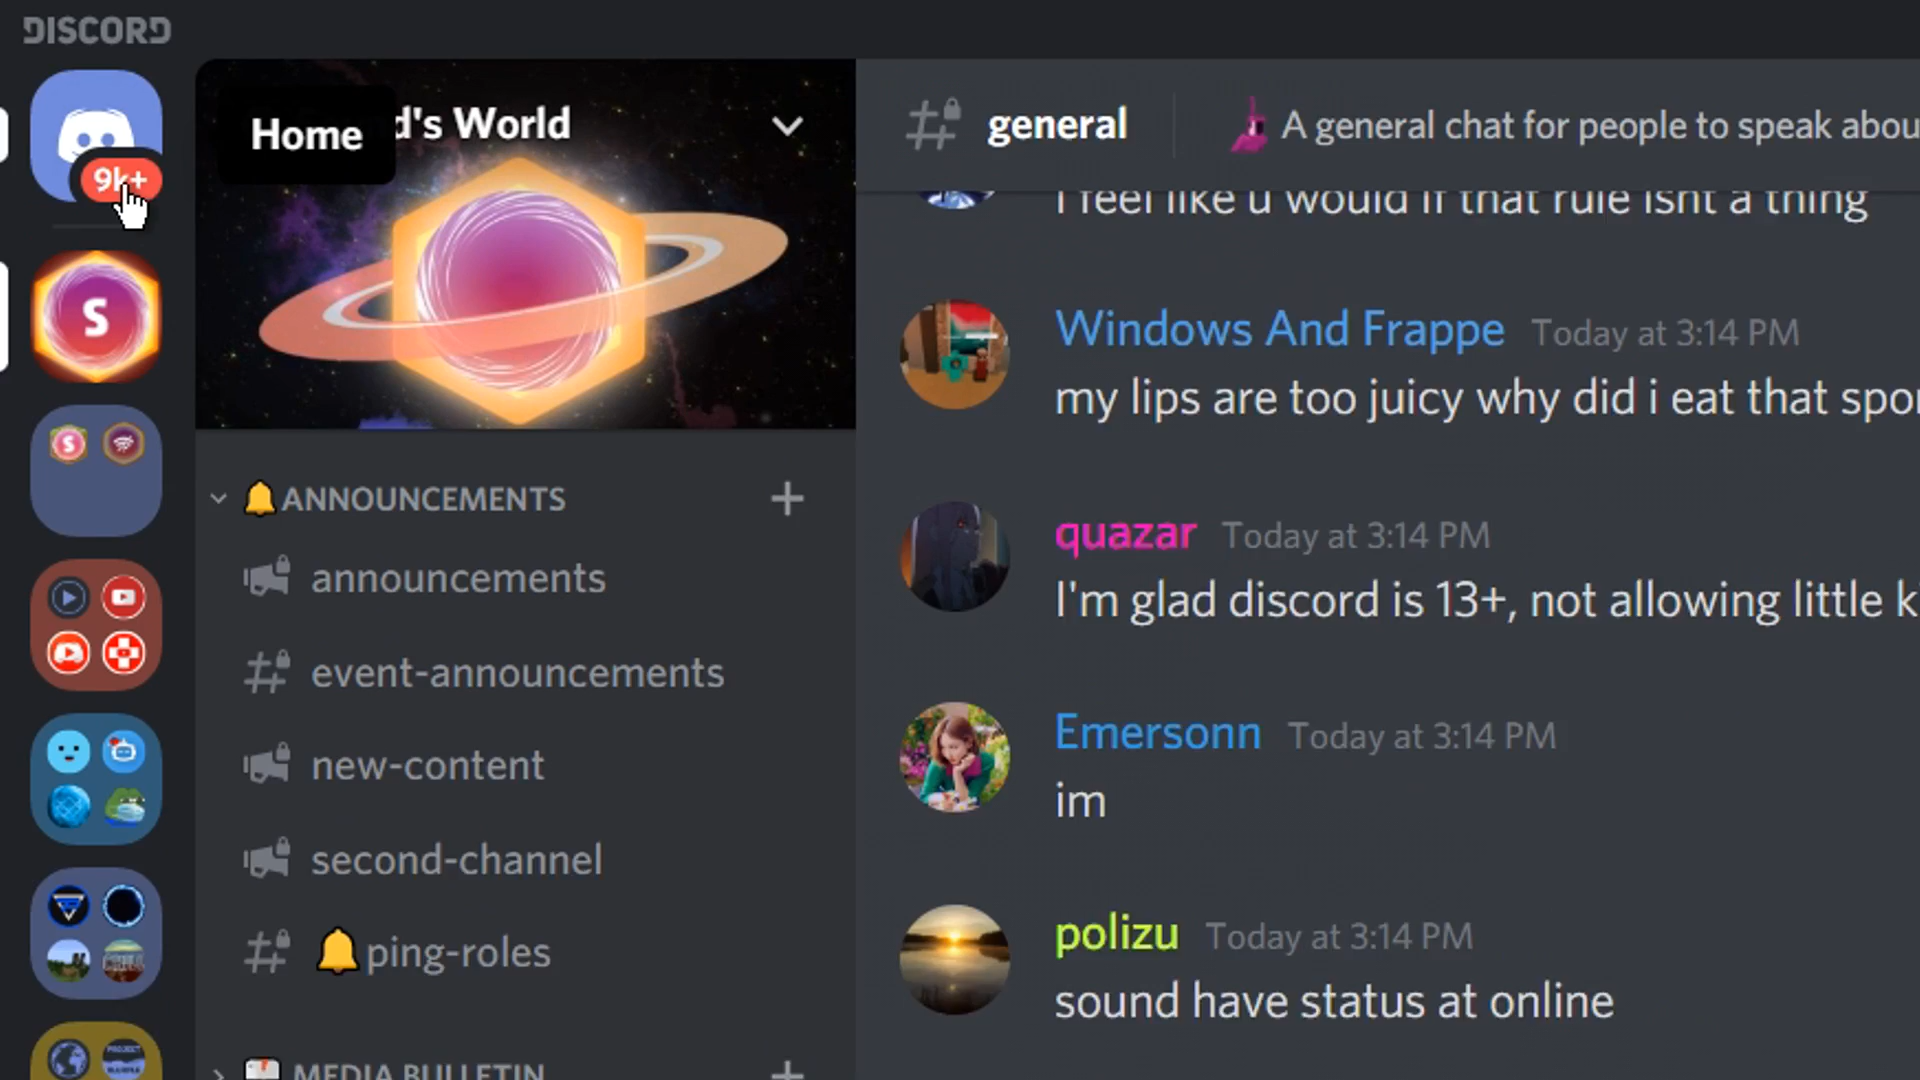 DISCORD
9k+
Home
d's World
general
A general chat for people to speak abou
I feel like u would if that rule isnt a thing
S
Windows And Frappe Today at 3:14 PM
my lips are too juicy why did i eat that spo
ANNOUNCEMENTS
announcements
quazar Today at 3:14 PM
I'm glad discord is 13+, not allowing little k
event-announcements
Emersonn Today at 3:14 PM
im
new-content
second-channel
polizu Today at 3:14 PM
sound have status at online
ping-roles
MEDIA BULLETIN